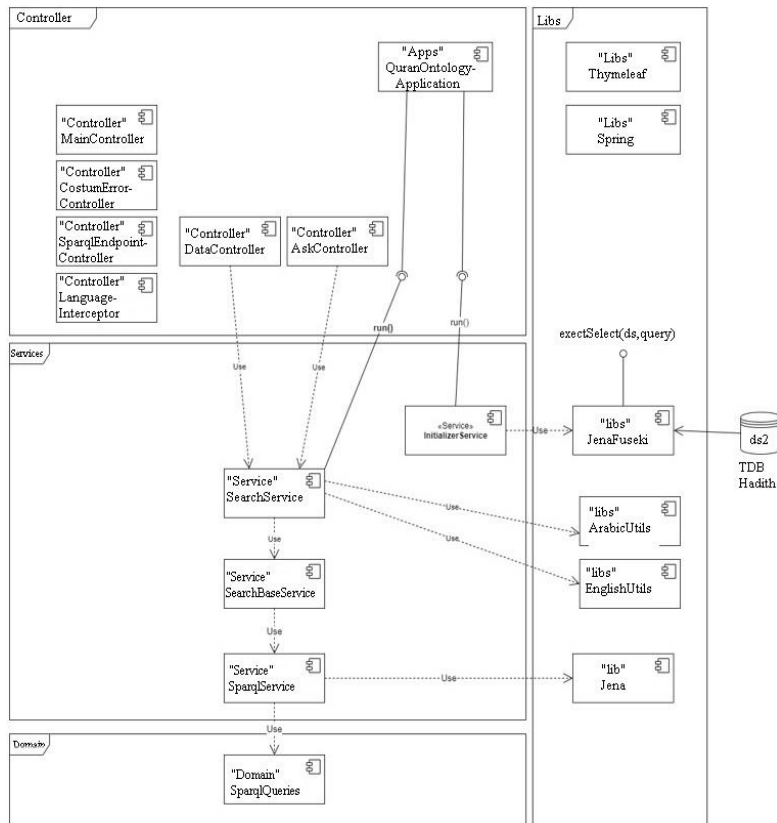 Controller
"Apps"
QuranOntology-
Application
"Controller"
MainController
"Controller"
CostumError-
Controller
"Controller"
SparqlEndpoint-
Controller
"Controller"
Language-
Interceptor
"Controller"
DataController
"Controller"
AskController
run()
run()
Libs
"Libs"
Thymeleaf
"Libs"
Spring
exectSelect(ds,query)
Services
Use
Use
«Service»
InitializerService
Use
"libs"
JenaFuseki
ds2
TDB
Hadith
"Service"
SearchService
Use
Use
Use
"libs"
ArabicUtils
"Service"
SearchBaseService
"libs"
EnglishUtils
Use
"Service"
SparqlService
Use
"lib"
Jena
Use
Domain
"Domain"
SparqlQueries